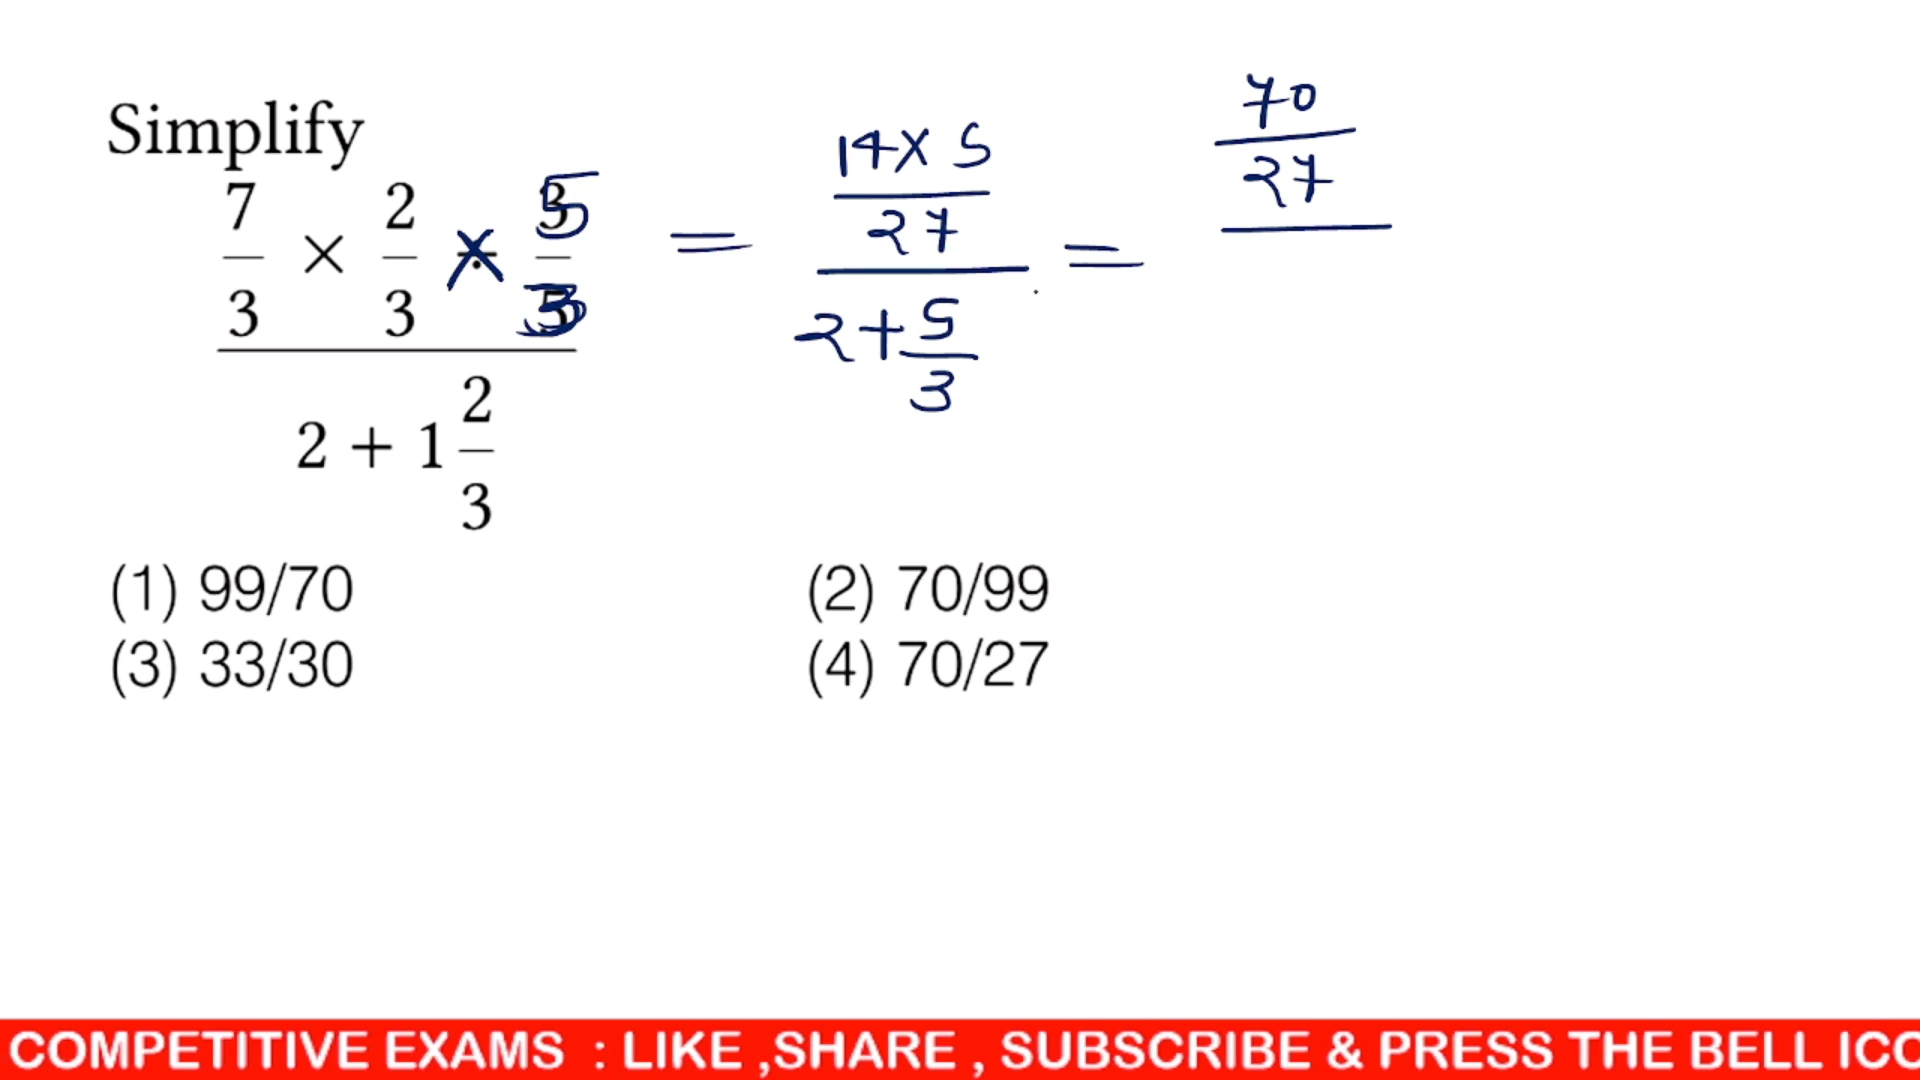 Simplify
7/3 × 2/3 ÷ 3/5
2 + 1 2/3
× 5/3
= 14 × 5 / 27
2 + 5/3
= 70/27
(1) 99/70 (2) 70/99
(3) 33/30 (4) 70/27
COMPETITIVE EXAMS : LIKE ,SHARE , SUBSCRIBE & PRESS THE BELL ICO